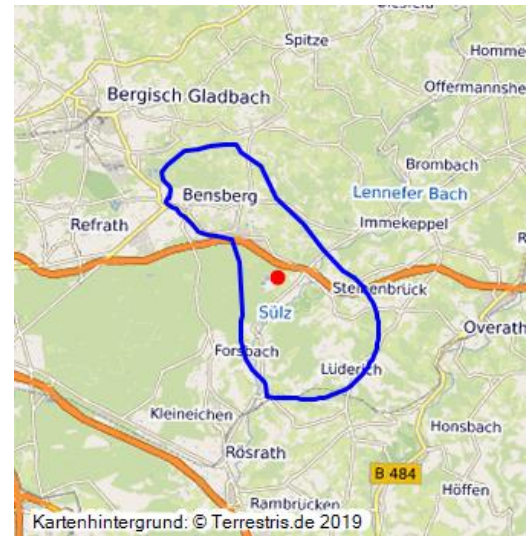 Spitze
Homme
Bergisch Gladbach
Offermannshe
Brombach
Bensberg
Lennefer Bach
Refrath
Immekeppel
Steinenbrück
Sülz
Overath
Forsbach
Lüderich
Kleineichen
Honsbach
Rösrath
B 484
Höffen
Rambrücken
Kartenhintergrund: © Terrestris.de 2019